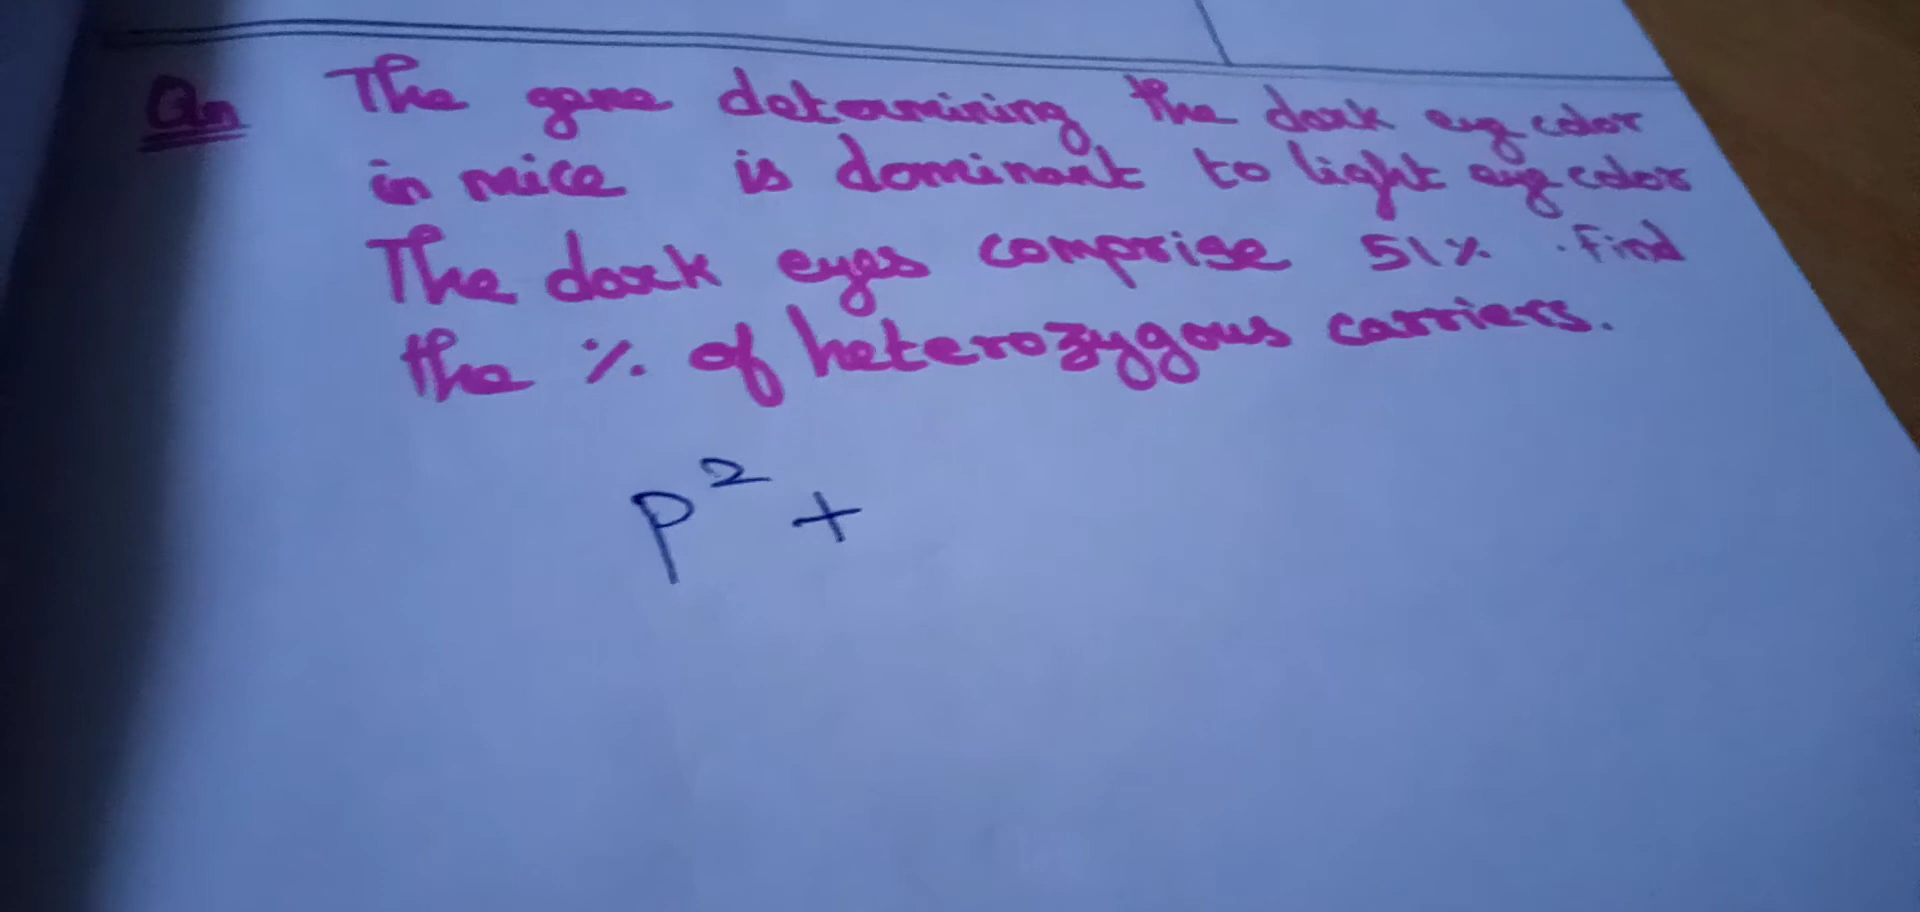 Qn The gene determining the dark eye color
in mice is dominant to light eye color
The dark eyes comprise 51% . Find
the % of heterozygous carriers.
p² +